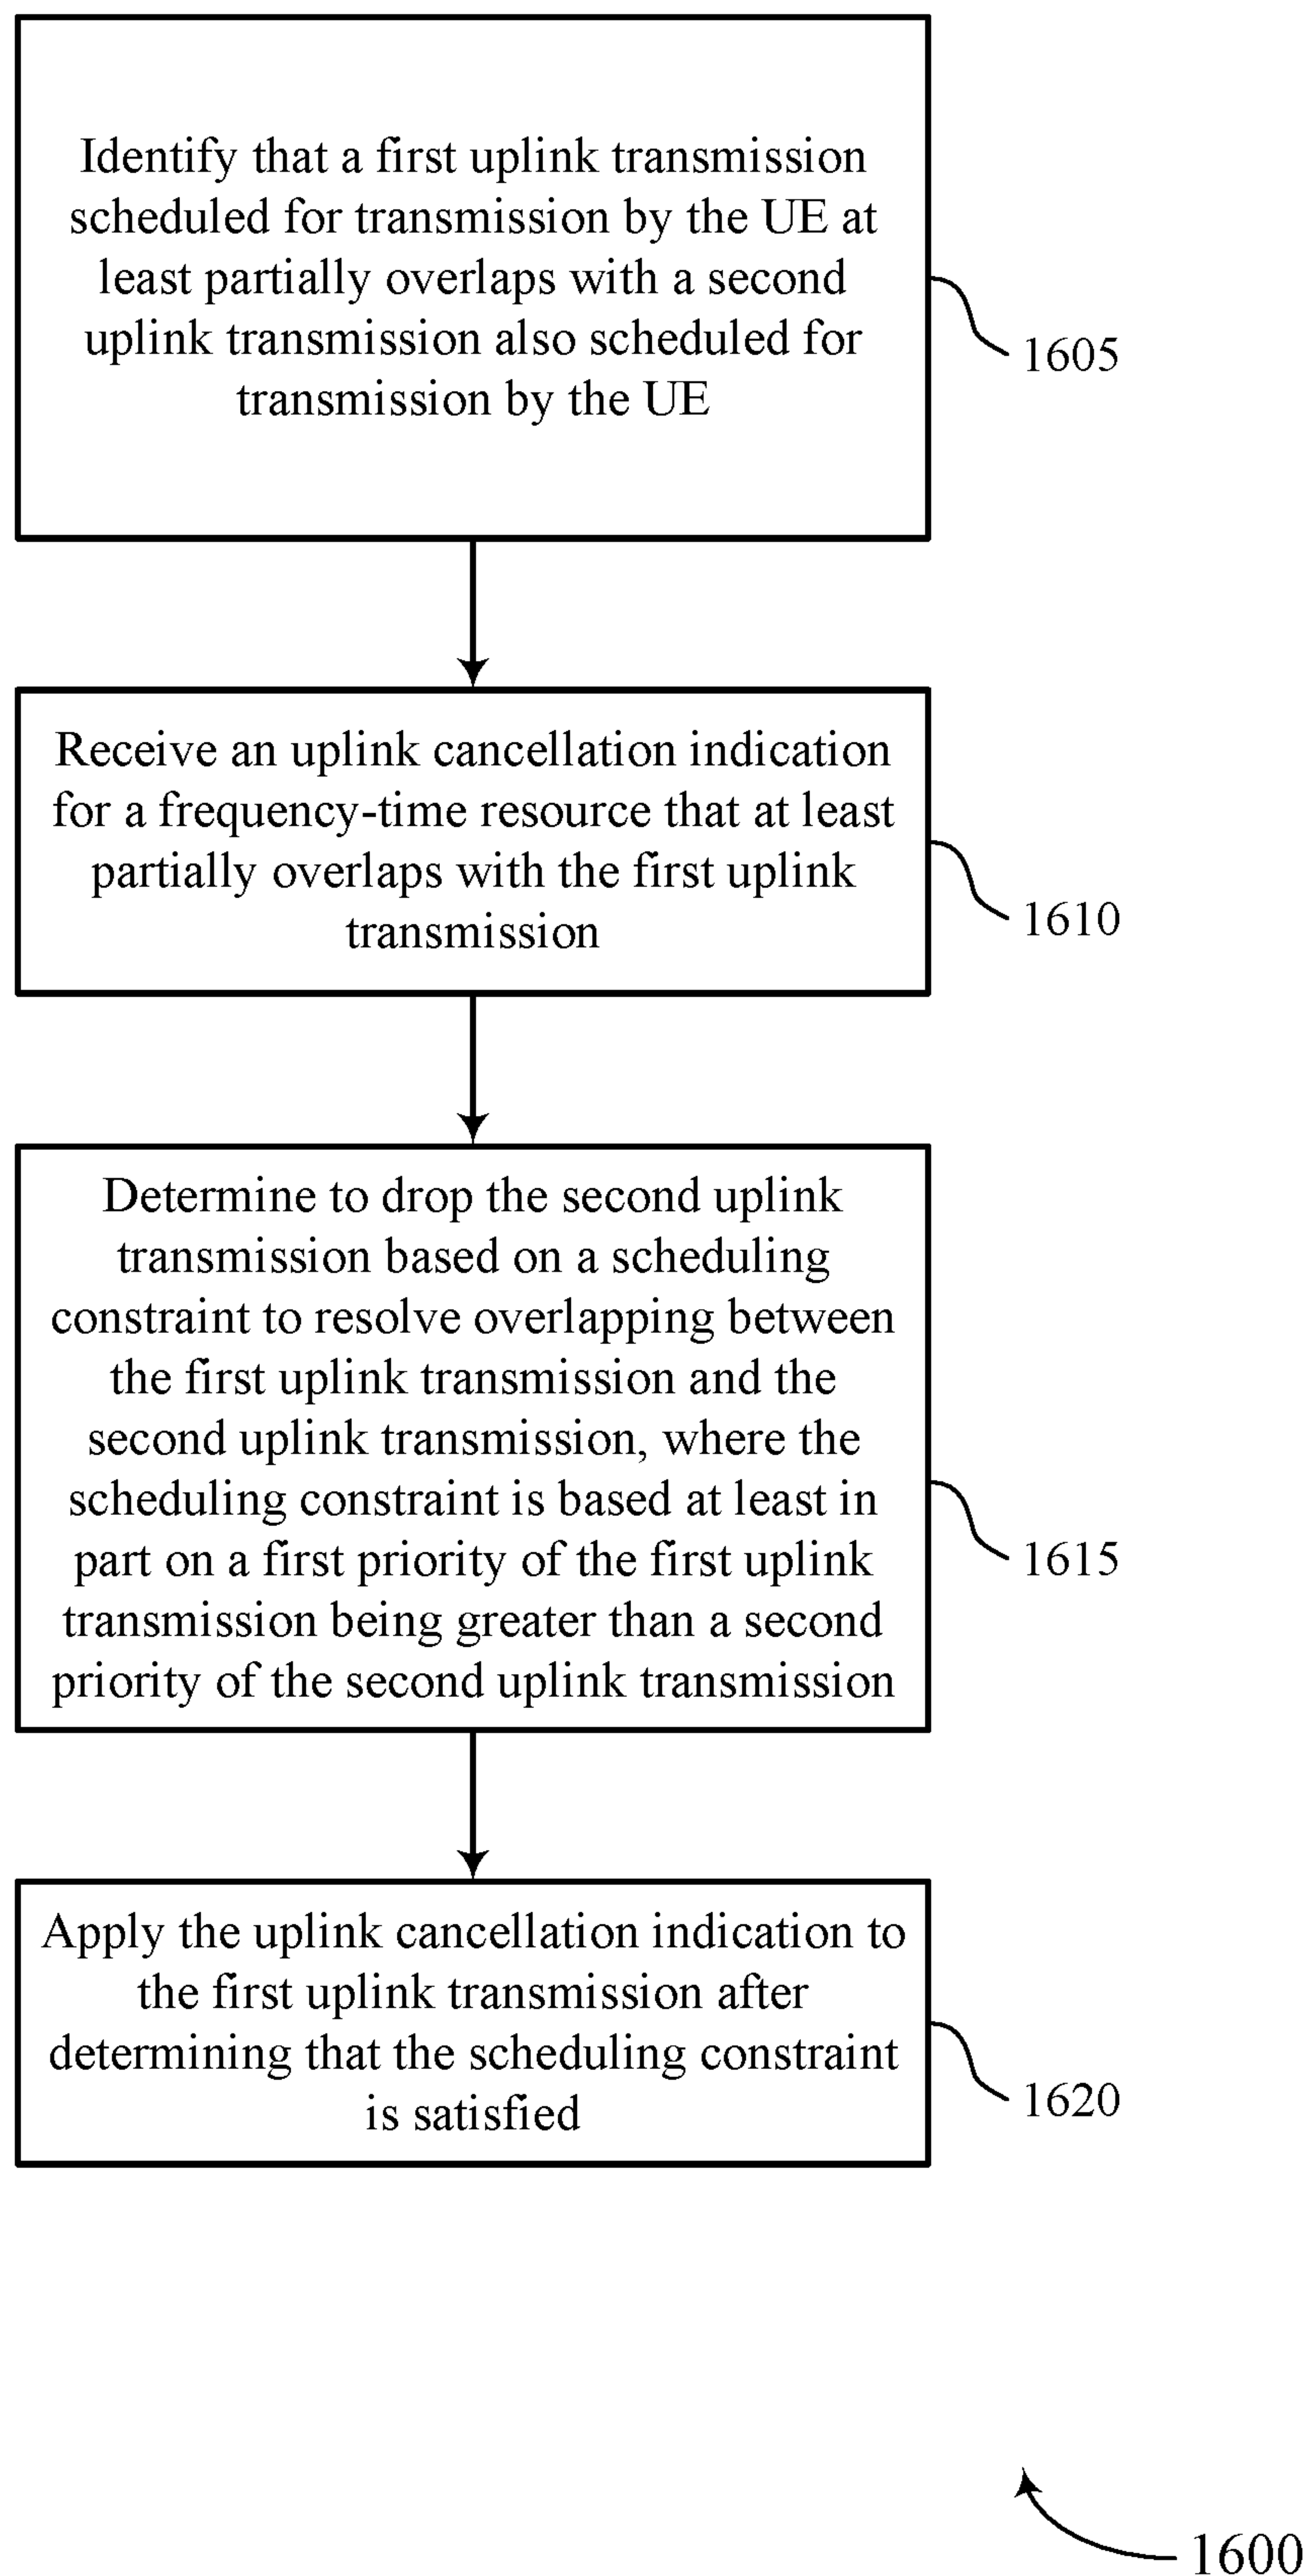 Identify that a first uplink transmission
scheduled for transmission by the UE at
least partially overlaps with a second
uplink transmission also scheduled for
transmission by the UE
1605
Receive an uplink cancellation indication
for a frequency-time resource that at least
partially overlaps with the first uplink
transmission
1610
Determine to drop the second uplink
transmission based on a scheduling
constraint to resolve overlapping between
the first uplink transmission and the
second uplink transmission, where the
scheduling constraint is based at least in
part on a first priority of the first uplink
transmission being greater than a second
priority of the second uplink transmission
1615
Apply the uplink cancellation indication to
the first uplink transmission after
determining that the scheduling constraint
is satisfied
1620
1600